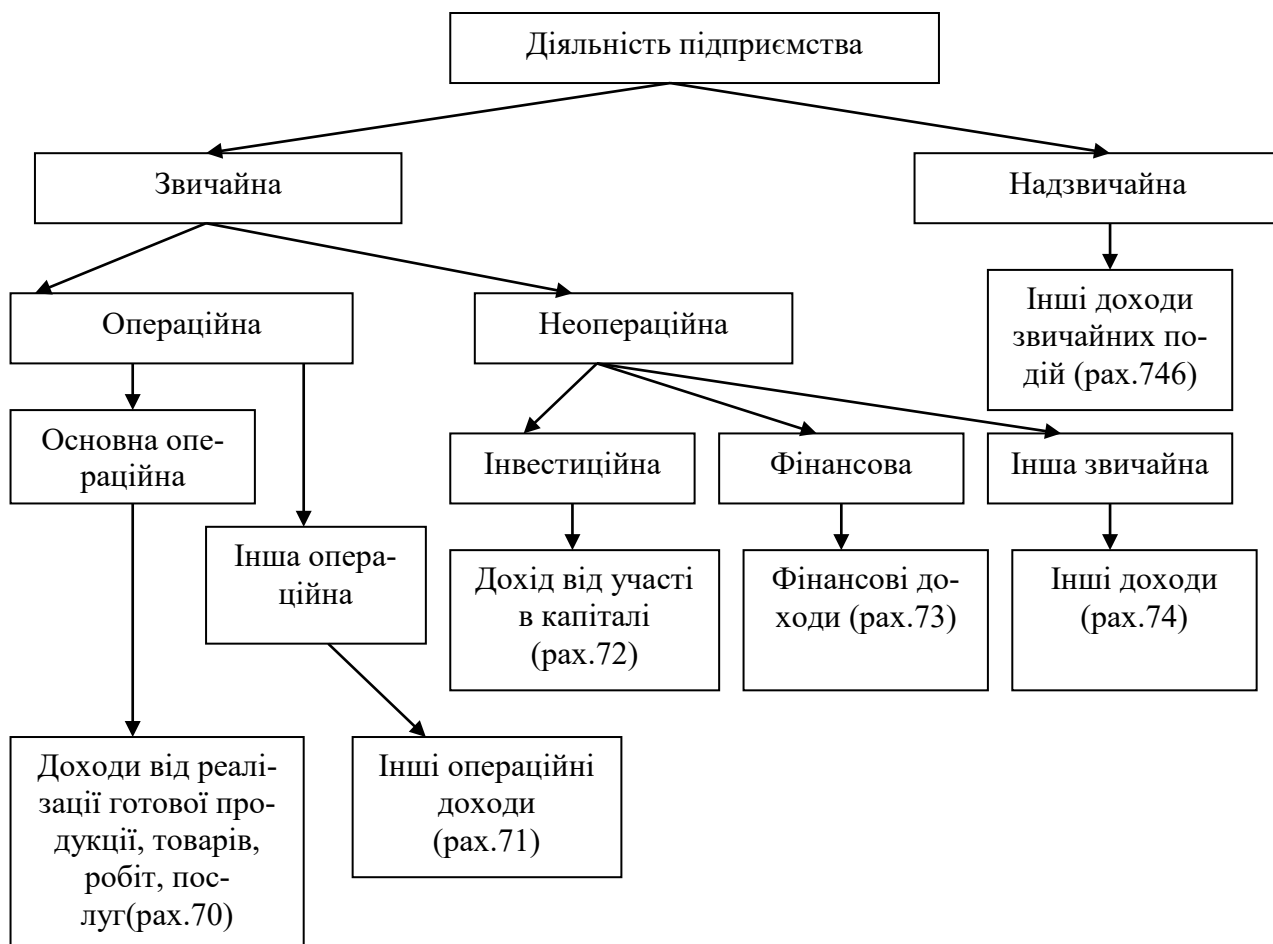 Діяльність підприємства
Звичайна
Надзвичайна
Операційна
Неопераційна
Інші доходи
звичайних по-
дій (рах.746)
Основна опе-
раційна
Інвестиційна
Фінансова
Інша звичайна
Інша опера-
ційна
Дохід від участі
в капіталі
(рах.72)
Фінансові до-
ходи (рах.73)
Інші доходи
(рах.74)
Доходи від реалі-
зації готової про-
дукції, товарів,
робіт, пос-
луг(рах.70)
Інші операційні
доходи
(рах.71)